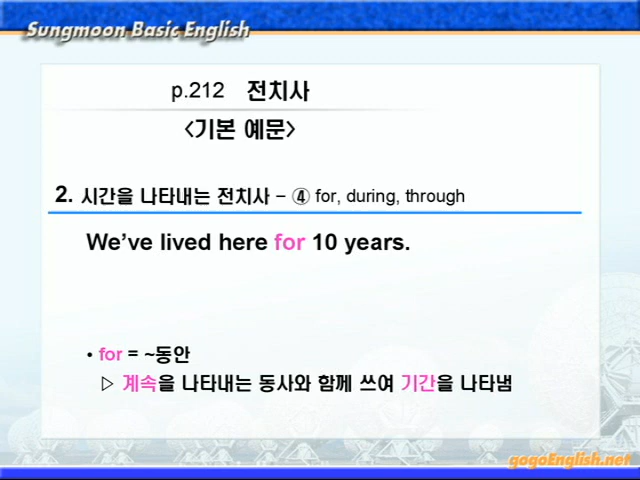 Sungmoon Basic English
p.212 전치사
<기본 예문>
2. 시간을 나타내는 전치사 - ④ for, during, through
We've lived here for 10 years.
• for = ~동안
▷ 계속을 나타내는 동사와 함께 쓰여 기간을 나타냄
gogoEnglish.net